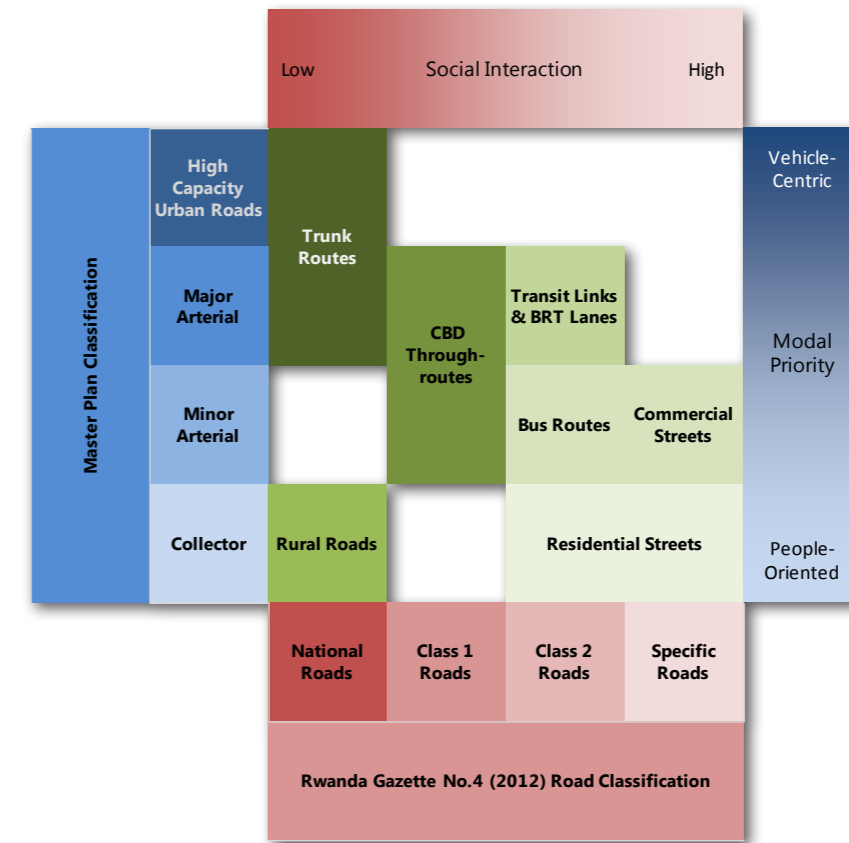 Low
Social Interaction
High
Vehicle-
Centric
High
Capacity
Urban Roads
Trunk
Routes
Master Plan Classification
Major
Arterial
CBD
Through-
routes
Transit Links
& BRT Lanes
Modal
Priority
Minor
Arterial
Bus Routes
Commercial
Streets
Collector
Rural Roads
Residential Streets
People-
Oriented
National
Roads
Class 1
Roads
Class 2
Roads
Specific
Roads
Rwanda Gazette No.4 (2012) Road Classification